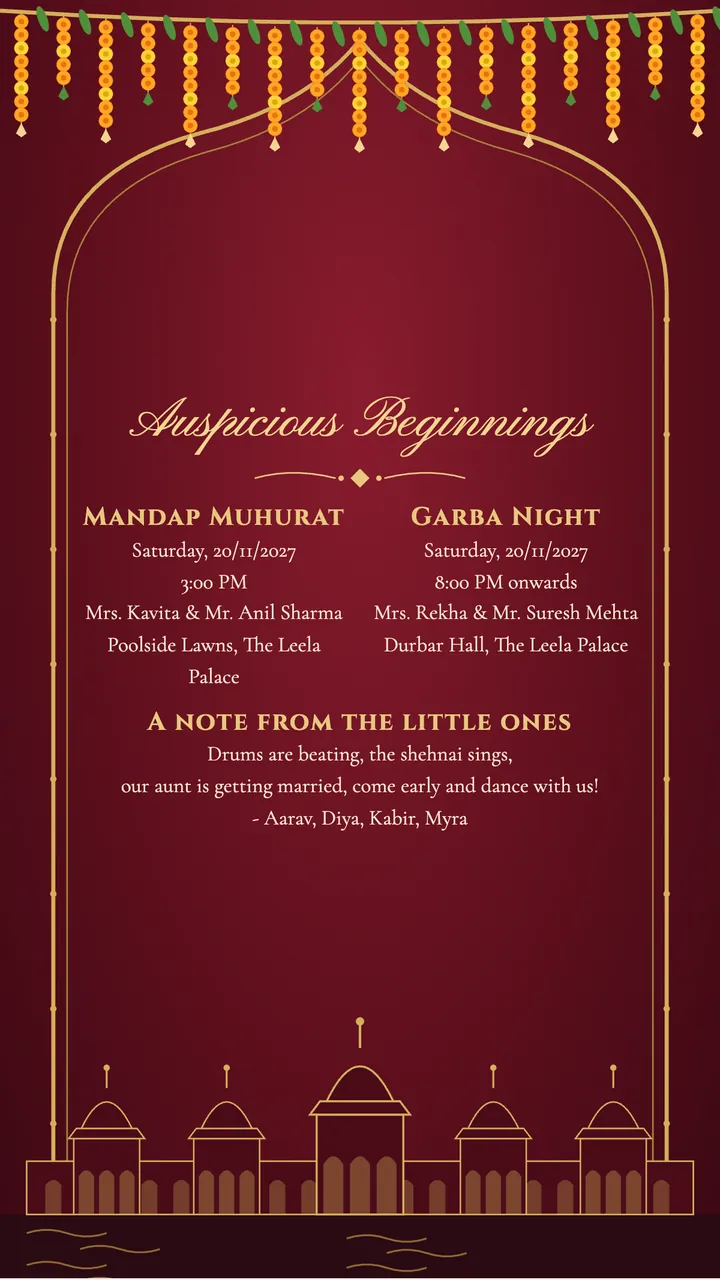 Auspicious Beginnings
Mandap Muhurat
Saturday, 20/11/2027
3:00 PM
Mrs. Kavita & Mr. Anil Sharma
Poolside Lawns, The Leela
Palace
Garba Night
Saturday, 20/11/2027
8:00 PM onwards
Mrs. Rekha & Mr. Suresh Mehta
Durbar Hall, The Leela Palace
A note from the little ones
Drums are beating, the shehnai sings,
our aunt is getting married, come early and dance with us!
- Aarav, Diya, Kabir, Myra